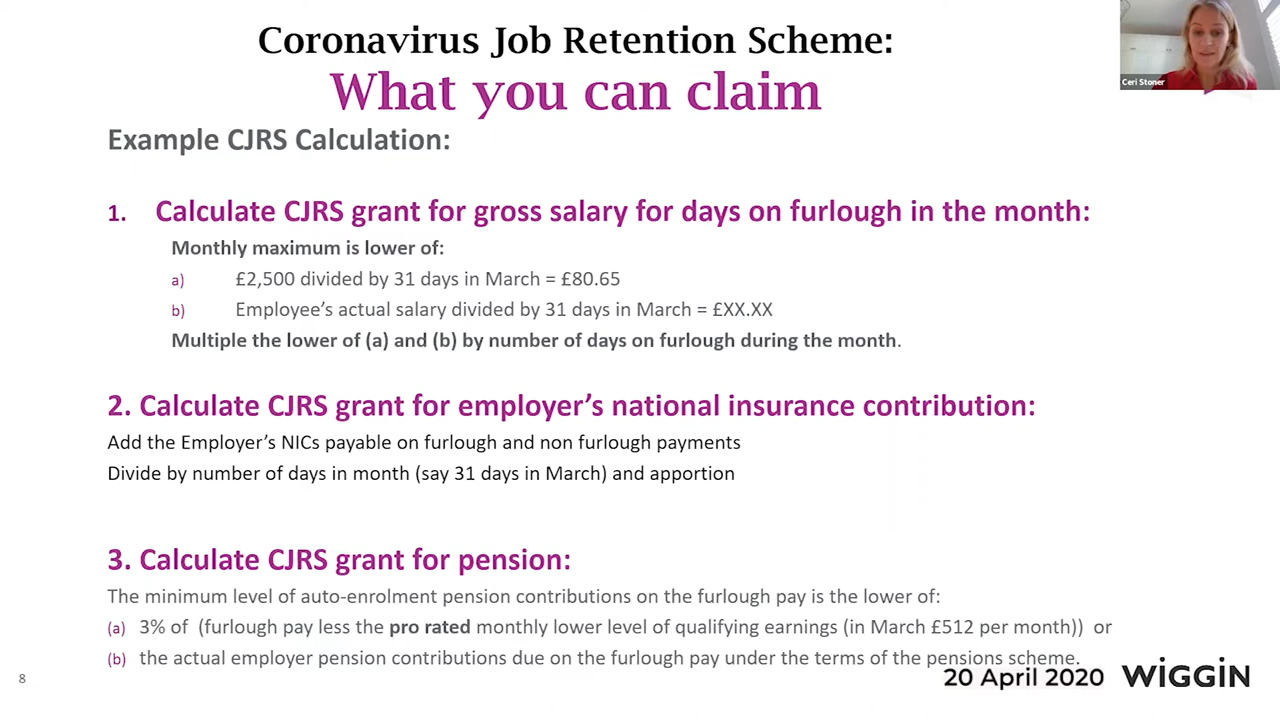 Coronavirus Job Retention Scheme:
What you can claim
Ceri Stoner
Example CJRS Calculation:
1. Calculate CJRS grant for gross salary for days on furlough in the month:
Monthly maximum is lower of:
a) £2,500 divided by 31 days in March = £80.65
b) Employee’s actual salary divided by 31 days in March = £XX.XX
Multiple the lower of (a) and (b) by number of days on furlough during the month.
2. Calculate CJRS grant for employer’s national insurance contribution:
Add the Employer’s NICs payable on furlough and non furlough payments
Divide by number of days in month (say 31 days in March) and apportion
3. Calculate CJRS grant for pension:
The minimum level of auto-enrolment pension contributions on the furlough pay is the lower of:
(a) 3% of (furlough pay less the pro rated monthly lower level of qualifying earnings (in March £512 per month)) or
(b) the actual employer pension contributions due on the furlough pay under the terms of the pensions scheme.
8
20 April 2020
WIGGIN